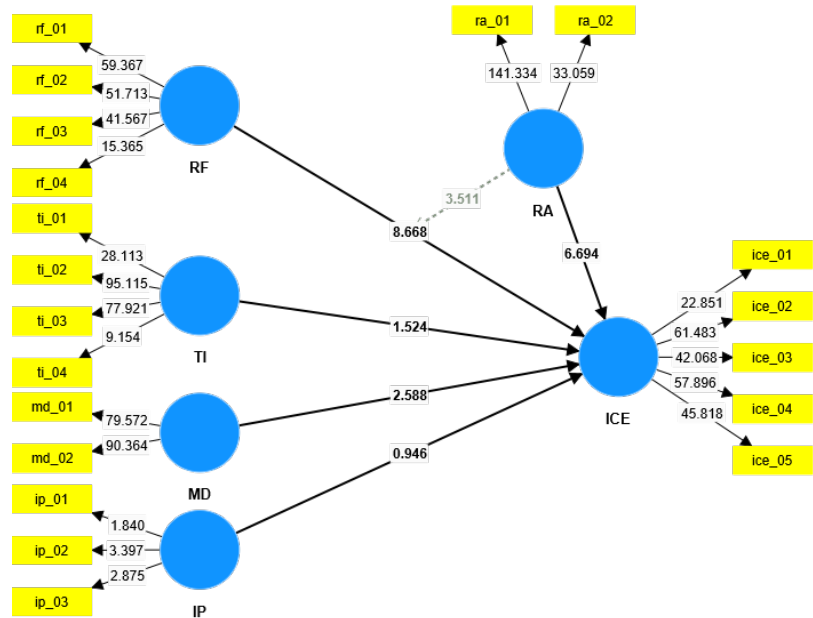 rf_01
59.367
rf_02
51.713
rf_03
41.567
15.365
rf_04
RF
ra_01
ra_02
141.334
33.059
RA
3.511
8.668
6.694
ti_01
28.113
ti_02
95.115
ti_03
77.921
9.154
ti_04
TI
1.524
md_01
79.572
90.364
md_02
MD
2.588
ip_01
1.840
ip_02
3.397
2.875
ip_03
IP
0.946
ICE
ice_01
22.851
ice_02
61.483
42.068
ice_03
57.896
ice_04
45.818
ice_05